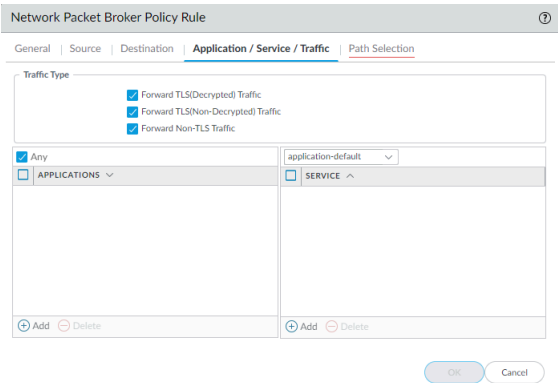 Network Packet Broker Policy Rule
General | Source | Destination | Application / Service / Traffic | Path Selection
Traffic Type
Forward TLS(Decrypted) Traffic
Forward TLS(Non-Decrypted) Traffic
Forward Non-TLS Traffic
Any
APPLICATIONS
Add Delete
application-default
SERVICE
Add Delete
OK Cancel